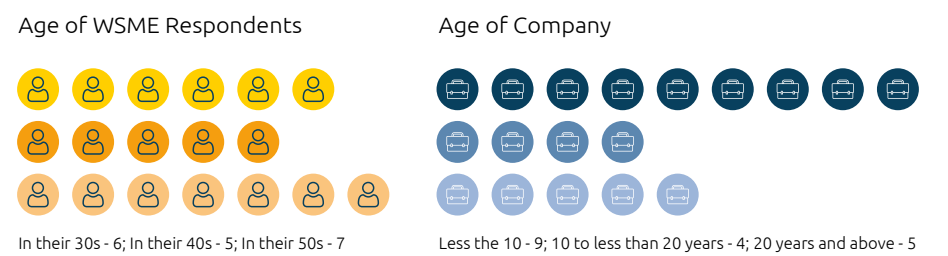 Age of WSME Respondents
Age of Company
In their 30s - 6; In their 40s - 5; In their 50s - 7
Less the 10 - 9; 10 to less than 20 years - 4; 20 years and above - 5